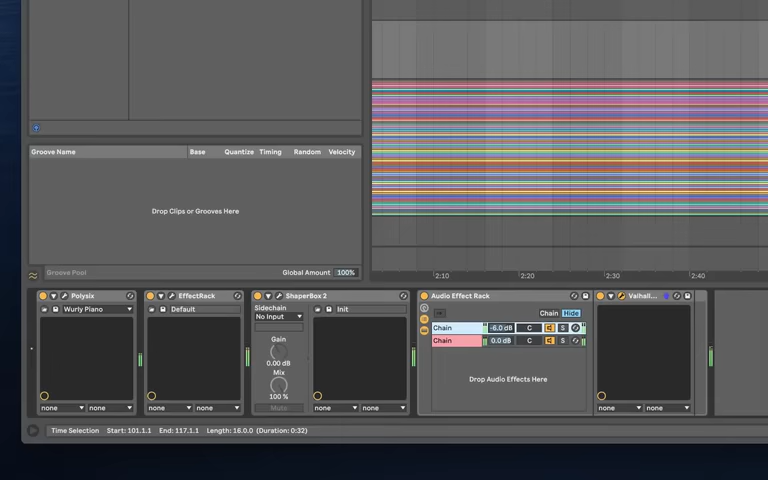 Groove Name Base Quantize Timing Random Velocity
Drop Clips or Grooves Here
Groove Pool Global Amount 100%
2:10 2:20 2:30 2:40
Polysix EffectRack ShaperBox 2 Audio Effect Rack Valhall...
Wurly Piano Default Sidechain Init
No Input
Chain Hide
Chain -6.0 dB C S
Gain Chain 0.0 dB C S
0.00 dB
Mix
Drop Audio Effects Here
100 %
none none none none Mute none none none none
Time Selection Start: 101.1.1 End: 117.1.1 Length: 16.0.0 (Duration: 0:32)